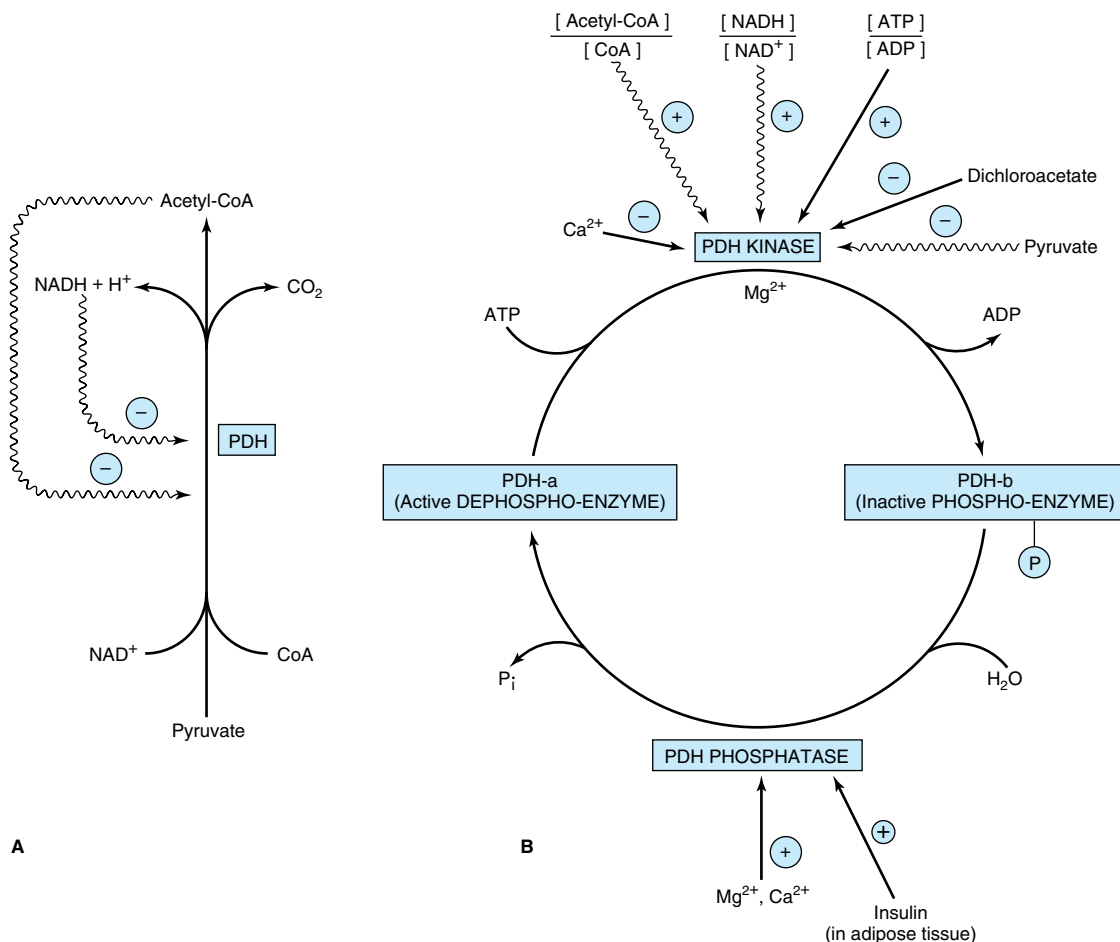 Acetyl-CoA
NADH + H⁺
CO₂
−
PDH
−
NAD⁺
CoA
Pyruvate
A
[ Acetyl-CoA ]
[ CoA ]
[ NADH ]
[ NAD⁺ ]
[ ATP ]
[ ADP ]
+
+
+
−
Dichloroacetate
−
Pyruvate
Ca²⁺
−
PDH KINASE
Mg²⁺
ATP
ADP
PDH-a
(Active DEPHOSPHO-ENZYME)
PDH-b
(Inactive PHOSPHO-ENZYME)
P
Pi
H₂O
PDH PHOSPHATASE
+
+
Mg²⁺, Ca²⁺
Insulin
(in adipose tissue)
B